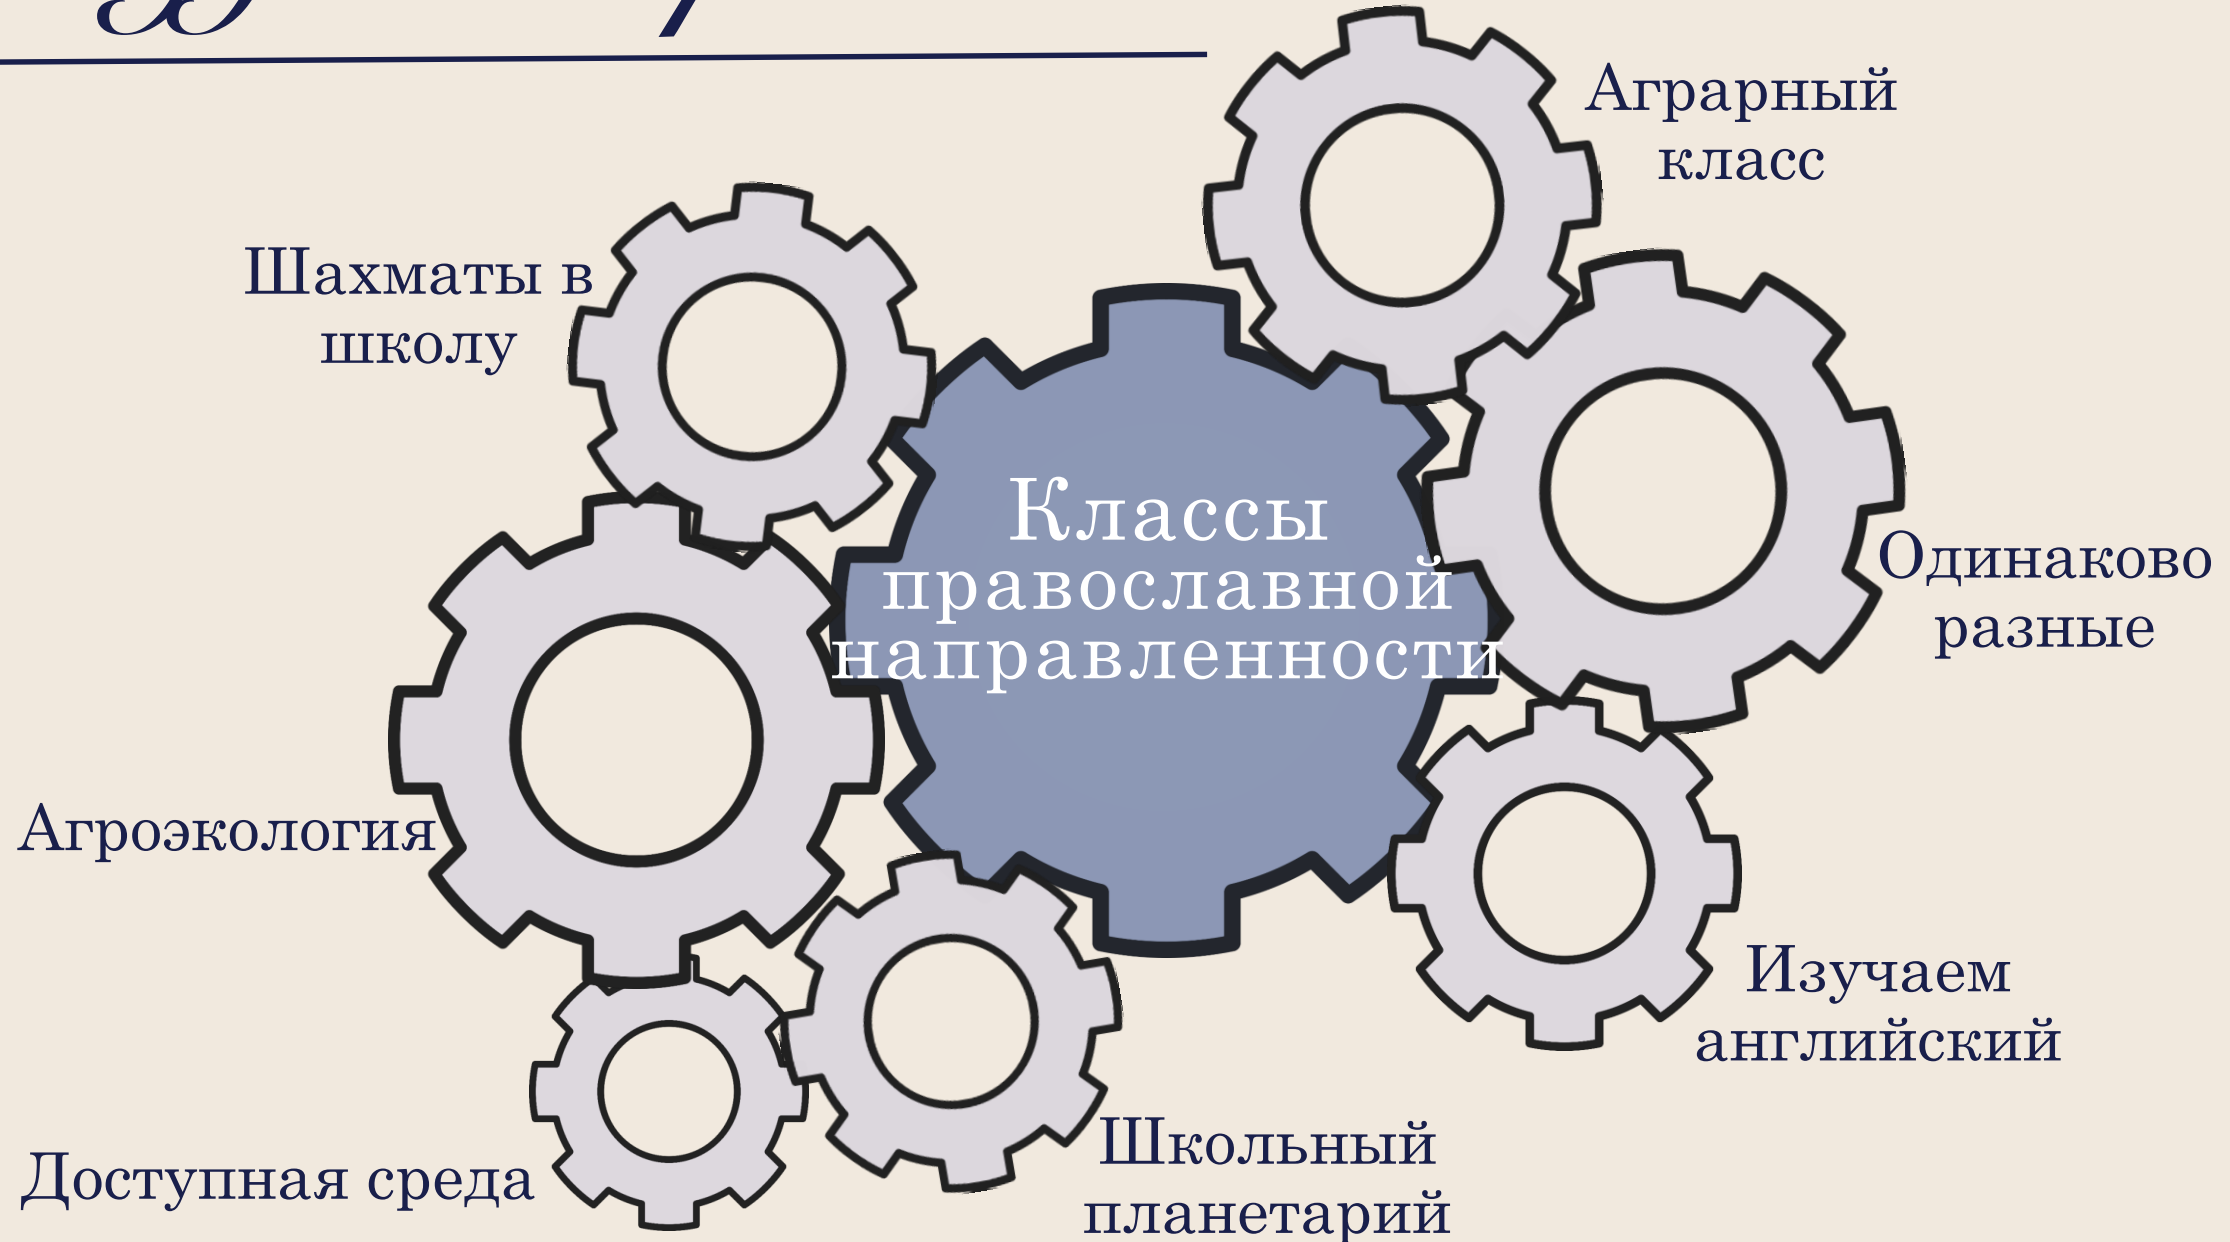 Аграрный
класс
Шахматы в
школу
Классы
православной
направленности
Одинаково
разные
Агроэкология
Изучаем
английский
Школьный
планетарий
Доступная среда